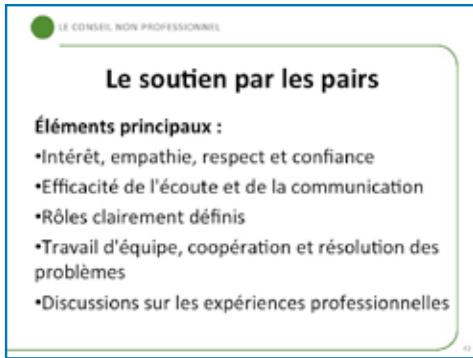 LE CONSEIL NON PROFESSIONNEL
Le soutien par les pairs
Éléments principaux :
•Intérêt, empathie, respect et confiance
•Efficacité de l'écoute et de la communication
•Rôles clairement définis
•Travail d'équipe, coopération et résolution des
problèmes
•Discussions sur les expériences professionnelles